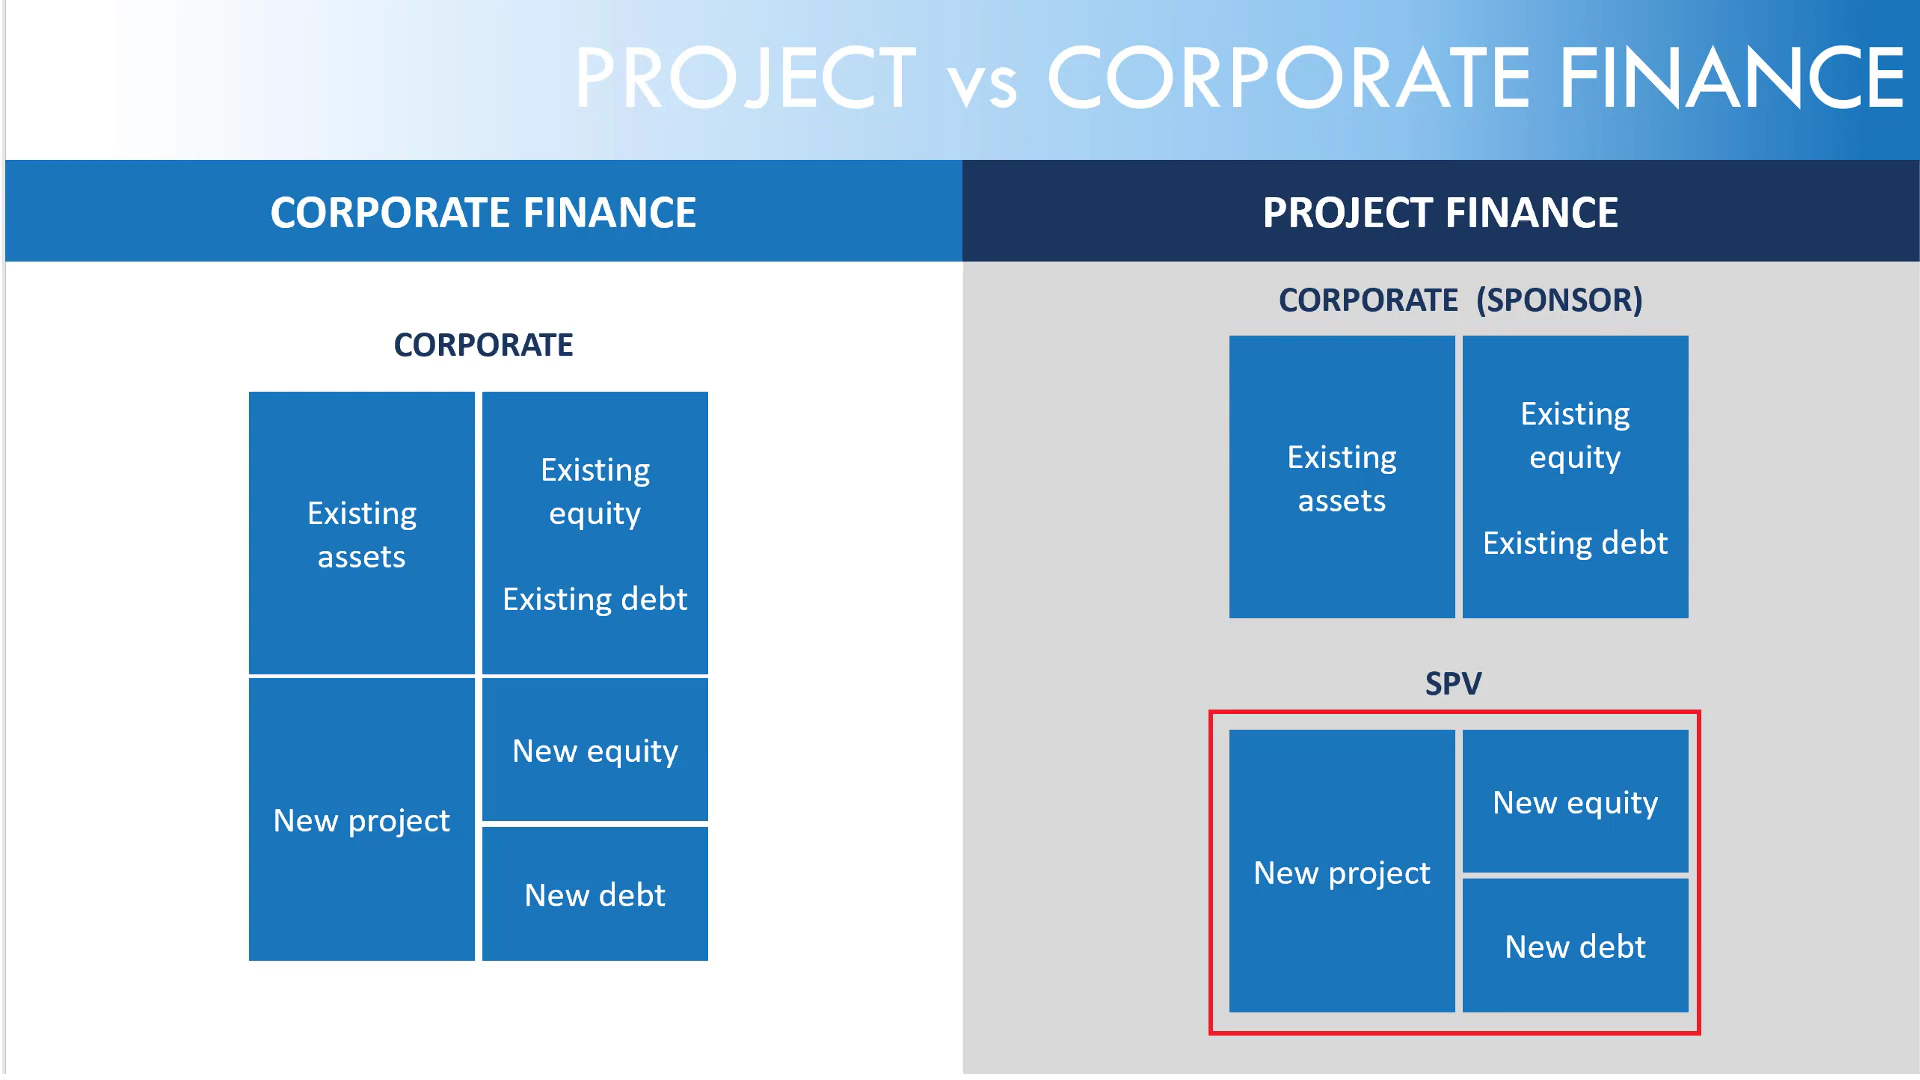 PROJECT vs CORPORATE FINANCE
CORPORATE FINANCE
CORPORATE
Existing
assets
Existing
equity
Existing debt
New project
New equity
New debt
PROJECT FINANCE
CORPORATE (SPONSOR)
Existing
assets
Existing
equity
Existing debt
SPV
New project
New equity
New debt